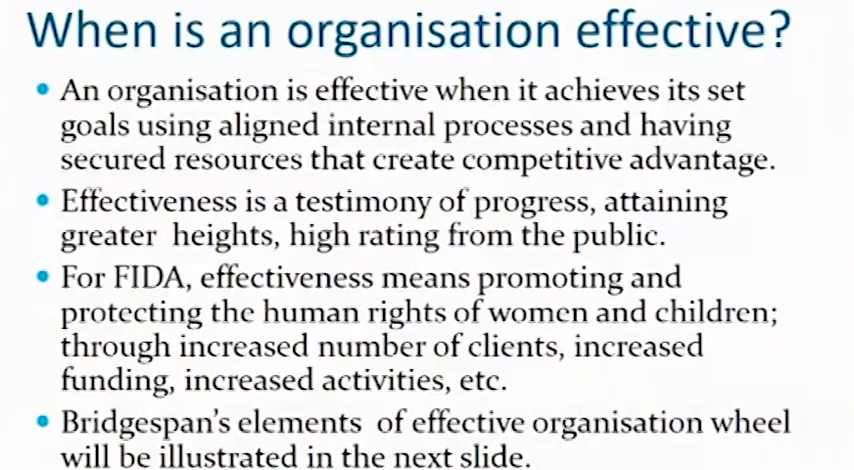 When is an organisation effective?
• An organisation is effective when it achieves its set
goals using aligned internal processes and having
secured resources that create competitive advantage.
• Effectiveness is a testimony of progress, attaining
greater heights, high rating from the public.
• For FIDA, effectiveness means promoting and
protecting the human rights of women and children;
through increased number of clients, increased
funding, increased activities, etc.
• Bridgespan's elements of effective organisation wheel
will be illustrated in the next slide.